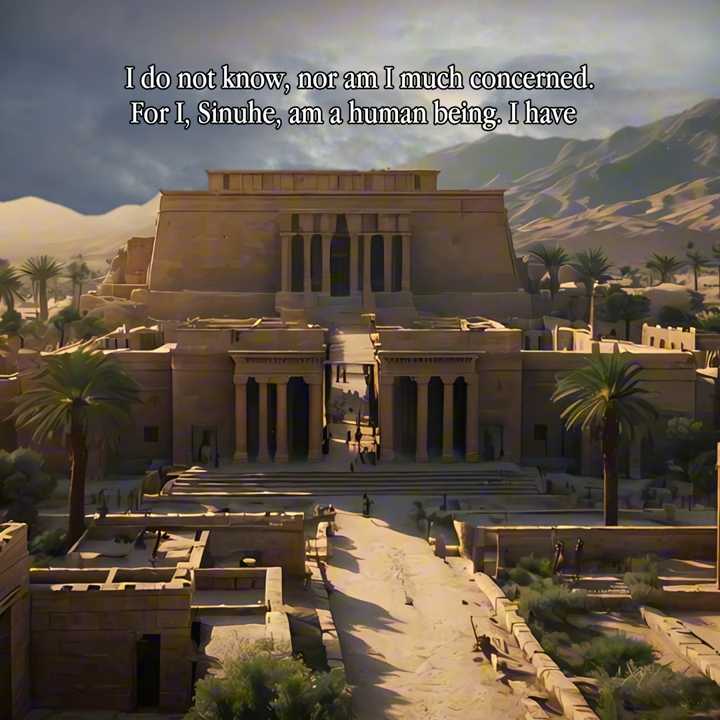 I do not know, nor am I much concerned.
For I, Sinuhe, am a human being. I have